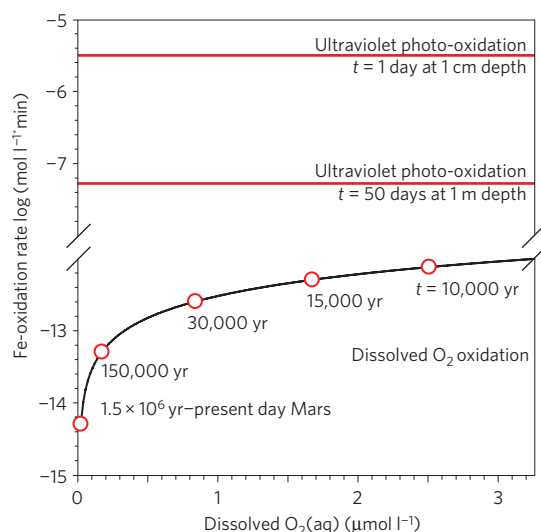 −5
Ultraviolet photo-oxidation
t = 1 day at 1 cm depth
−6
Ultraviolet photo-oxidation
−7
t = 50 days at 1 m depth
Fe-oxidation rate log (mol l⁻¹·min)
t = 10,000 yr
15,000 yr
30,000 yr
−13
Dissolved O₂ oxidation
150,000 yr
1.5 × 10⁶ yr–present day Mars
−14
−15
0 1 2 3
Dissolved O₂(aq) (μmol l⁻¹)